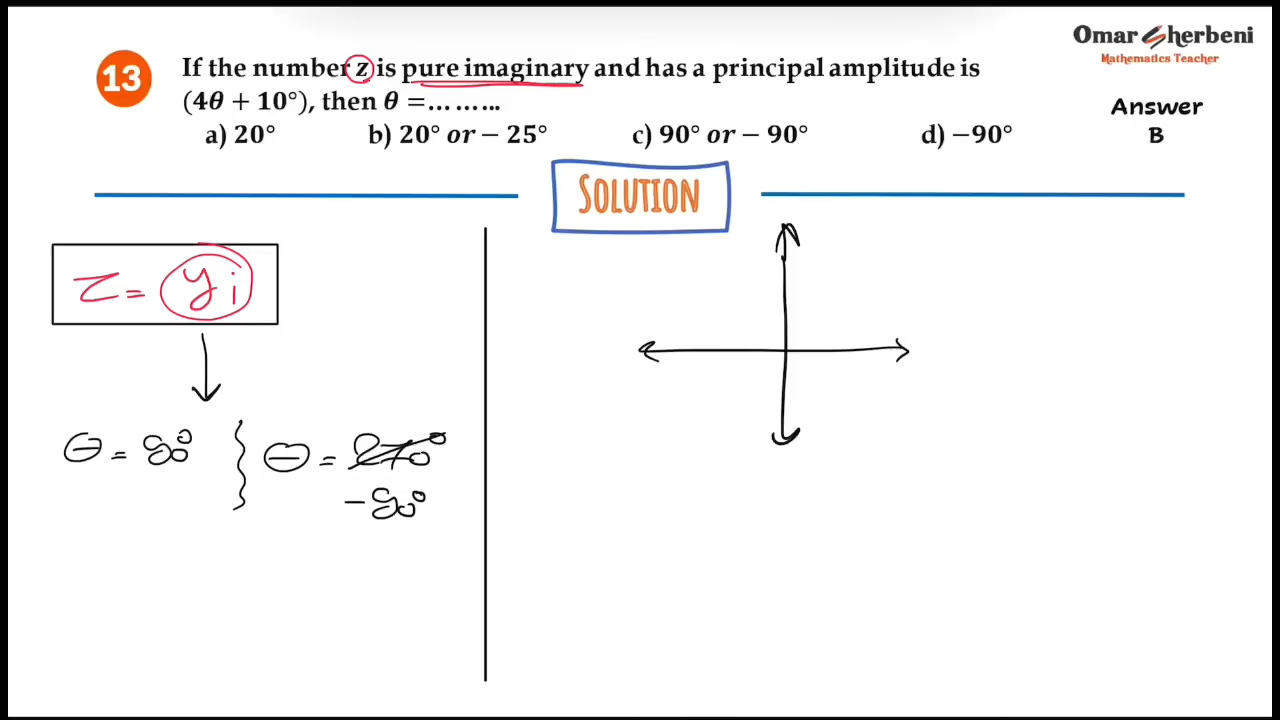 Omar Sherbeni
Mathematics Teacher
13
If the number z is pure imaginary and has a principal amplitude is
(4θ + 10°), then θ = … … …
a) 20° b) 20° or − 25° c) 90° or − 90° d) −90°
Answer
B
SOLUTION
Z = yi
θ = 90° θ = 270°
−90°